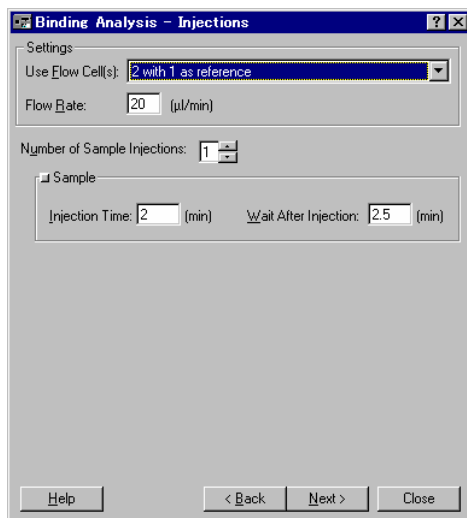 Binding Analysis - Injections
Settings
Use Flow Cell(s): 2 with 1 as reference
Flow Rate: 20 (µl/min)
Number of Sample Injections: 1
Sample
Injection Time: 2 (min) Wait After Injection: 2.5 (min)
Help < Back Next > Close